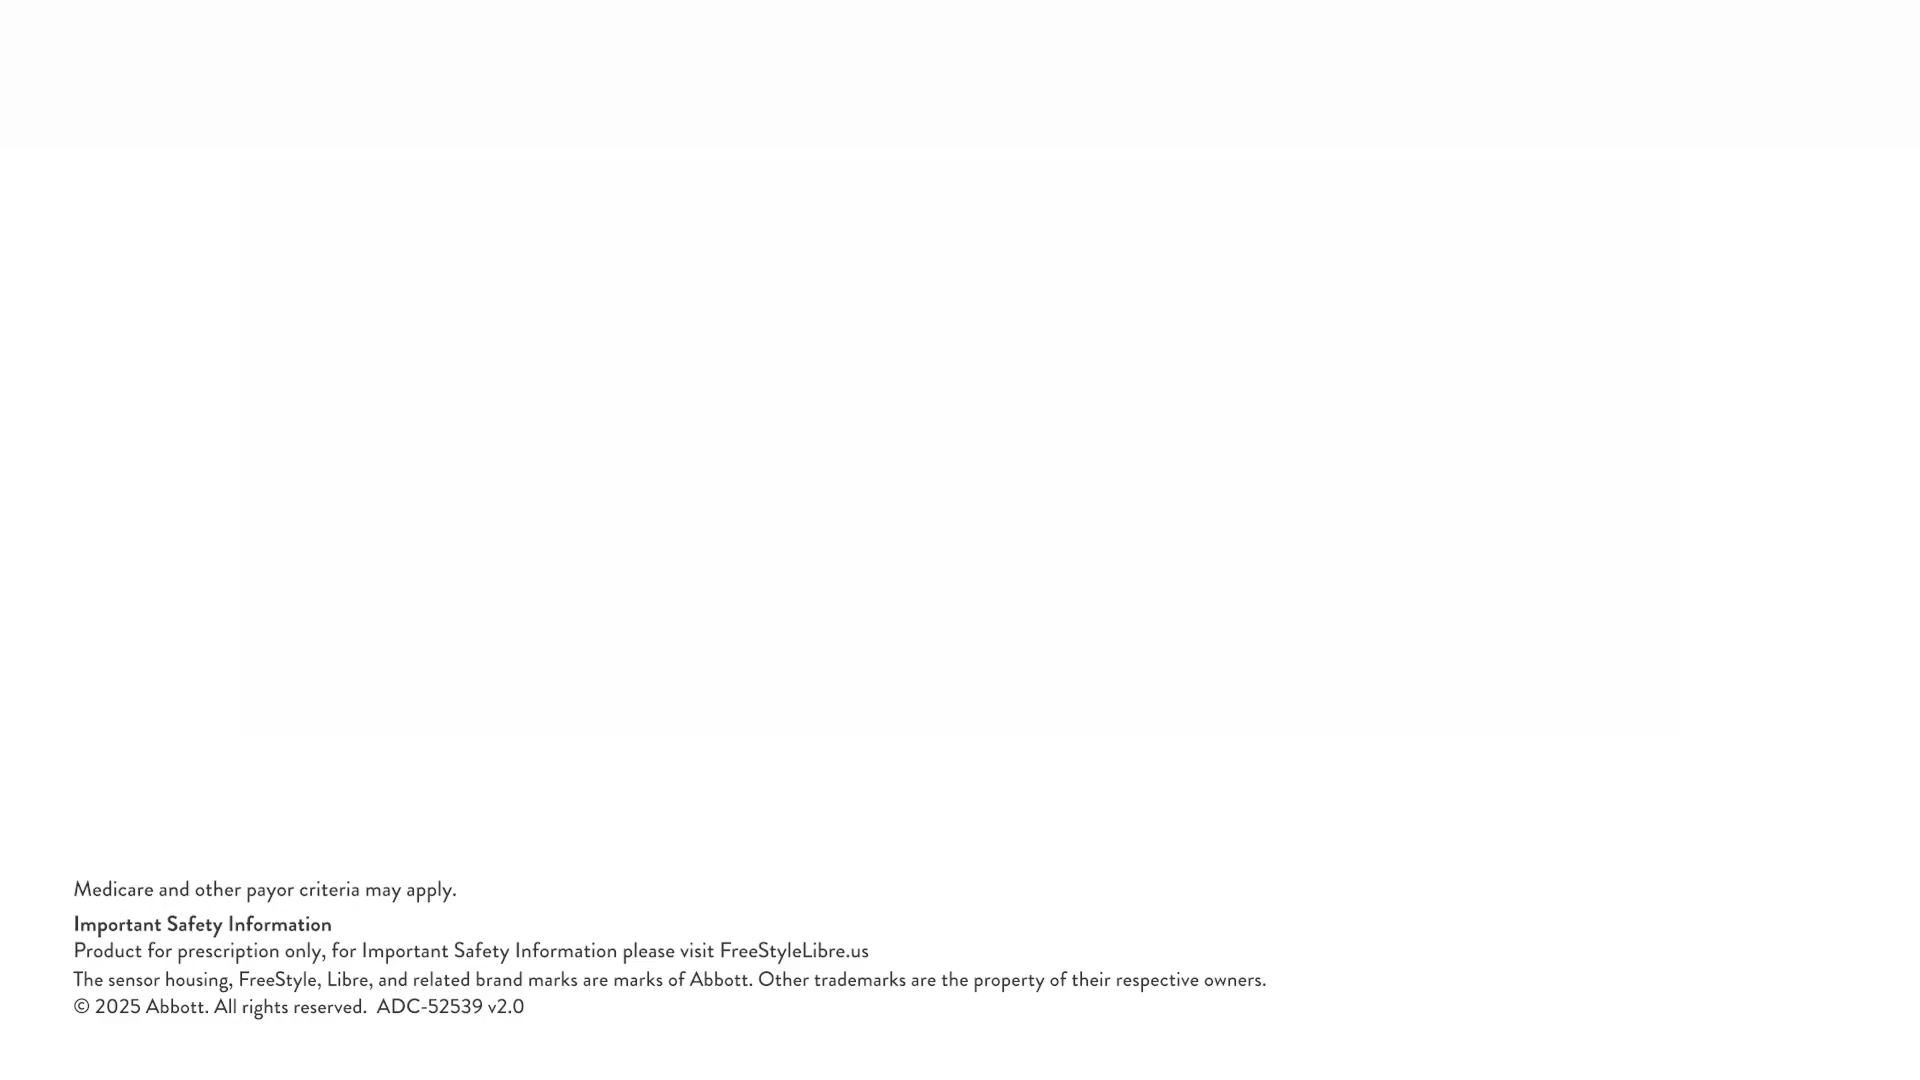 Medicare and other payor criteria may apply.
Important Safety Information
Product for prescription only, for Important Safety Information please visit FreeStyleLibre.us
The sensor housing, FreeStyle, Libre, and related brand marks are marks of Abbott. Other trademarks are the property of their respective owners.
© 2025 Abbott. All rights reserved.  ADC-52539 v2.0